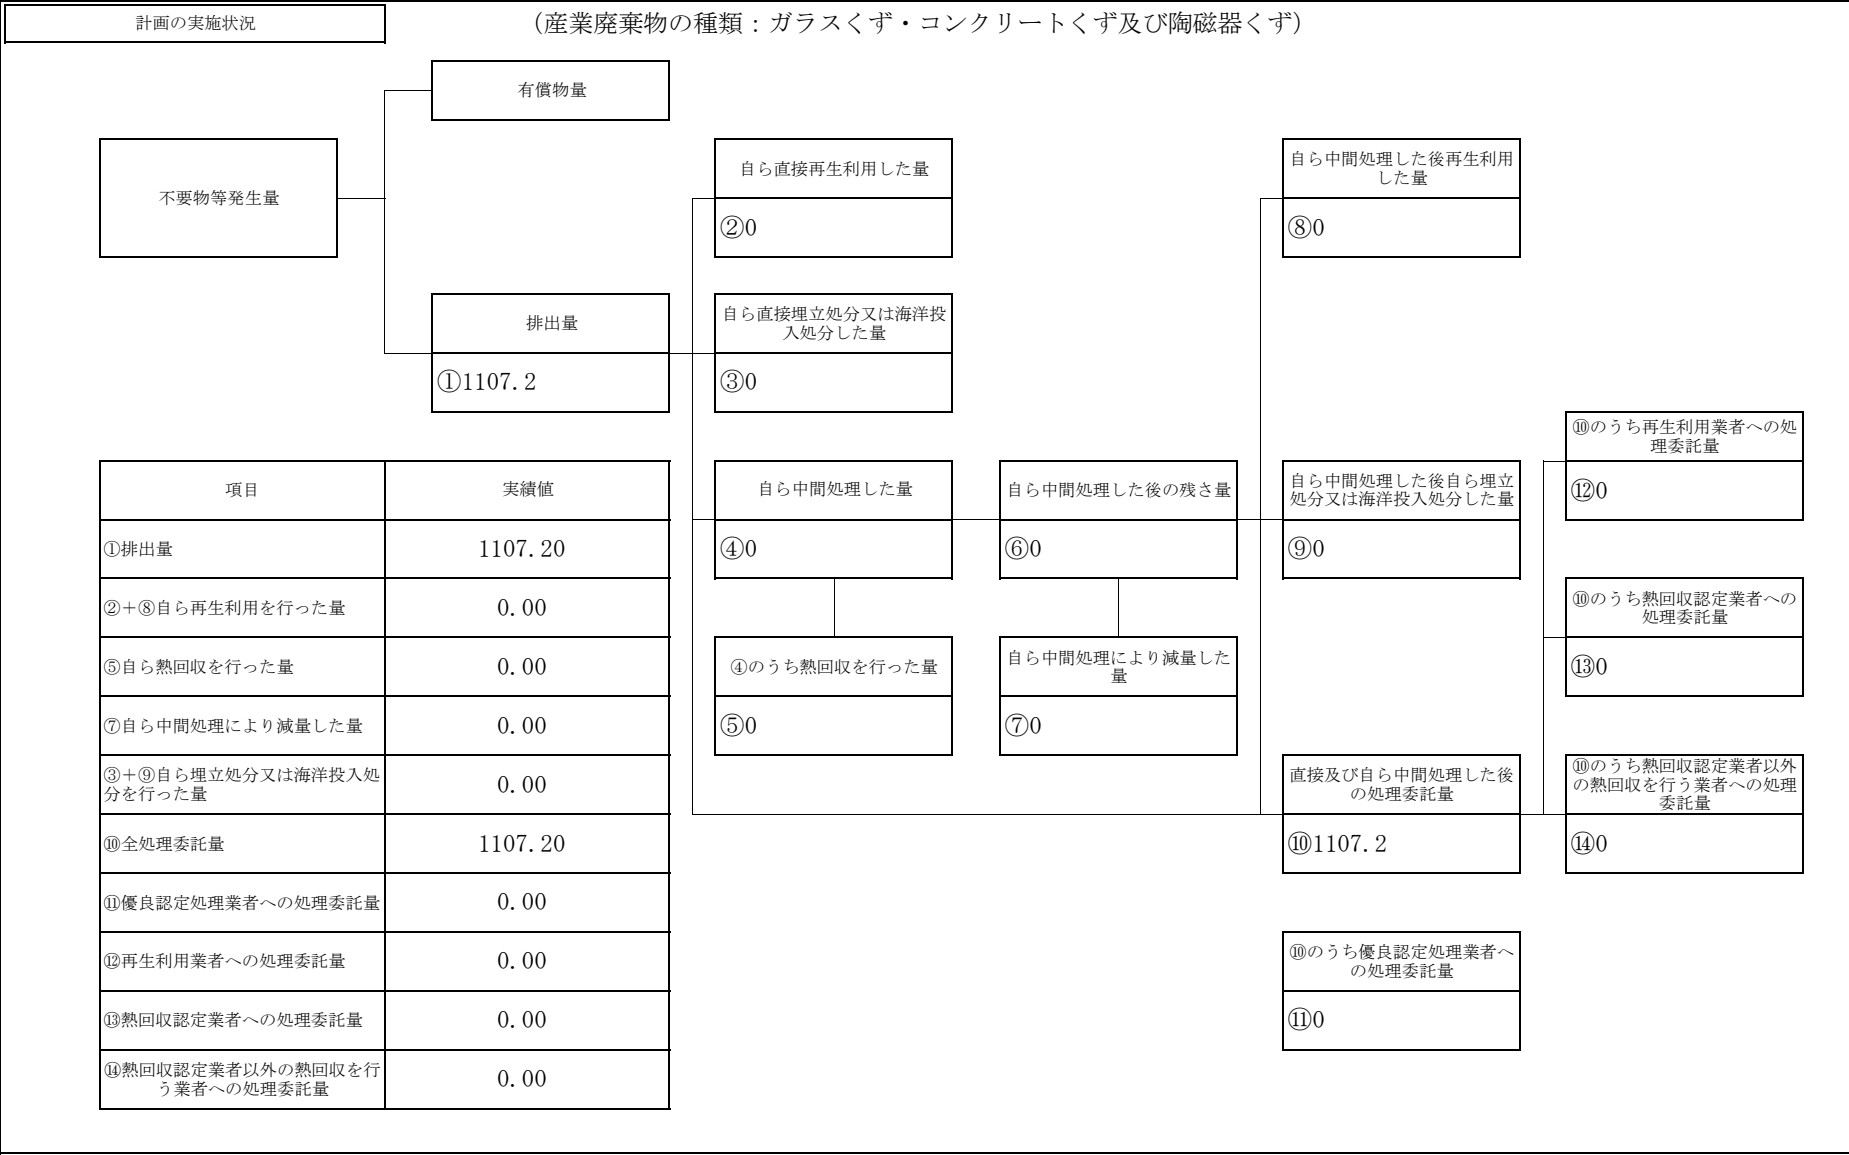 計画の実施状況
（産業廃棄物の種類：ガラスくず・コンクリートくず及び陶磁器くず）
有償物量
不要物等発生量
自ら直接再生利用した量
②0
自ら中間処理した後再生利用
した量
⑧0
排出量
①1107.2
自ら直接埋立処分又は海洋投
入処分した量
③0
⑩のうち再生利用業者への処
理委託量
⑫0
項目
実績値
①排出量
1107.20
②＋⑧自ら再生利用を行った量
0.00
⑤自ら熱回収を行った量
0.00
⑦自ら中間処理により減量した量
0.00
③＋⑨自ら埋立処分又は海洋投入処
分を行った量
0.00
⑩全処理委託量
1107.20
⑪優良認定処理業者への処理委託量
0.00
⑫再生利用業者への処理委託量
0.00
⑬熱回収認定業者への処理委託量
0.00
⑭熱回収認定業者以外の熱回収を行
う業者への処理委託量
0.00
自ら中間処理した量
④0
自ら中間処理した後の残さ量
⑥0
自ら中間処理した後自ら埋立
処分又は海洋投入処分した量
⑨0
⑩のうち熱回収認定業者への
処理委託量
⑬0
④のうち熱回収を行った量
⑤0
自ら中間処理により減量した
量
⑦0
直接及び自ら中間処理した後
の処理委託量
⑩1107.2
⑩のうち熱回収認定業者以外
の熱回収を行う業者への処理
委託量
⑭0
⑩のうち優良認定処理業者へ
の処理委託量
⑪0